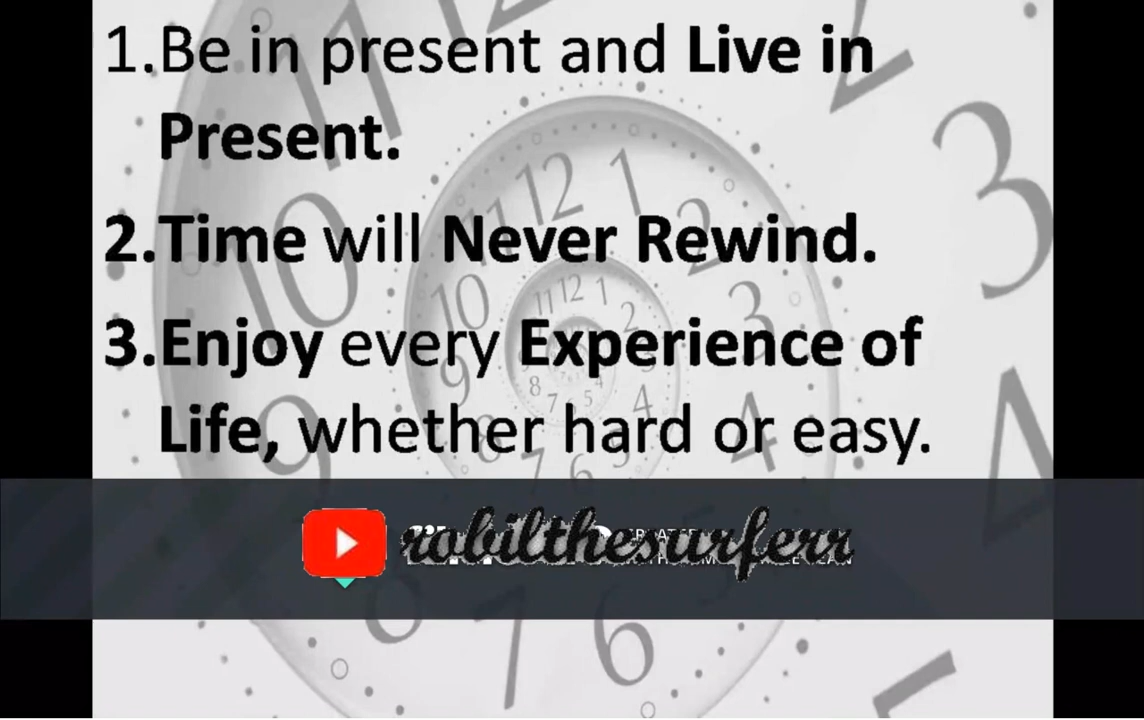 1.Be in present and Live in
Present.
2.Time will Never Rewind.
3.Enjoy every Experience of
Life, whether hard or easy.
robilthesurferr